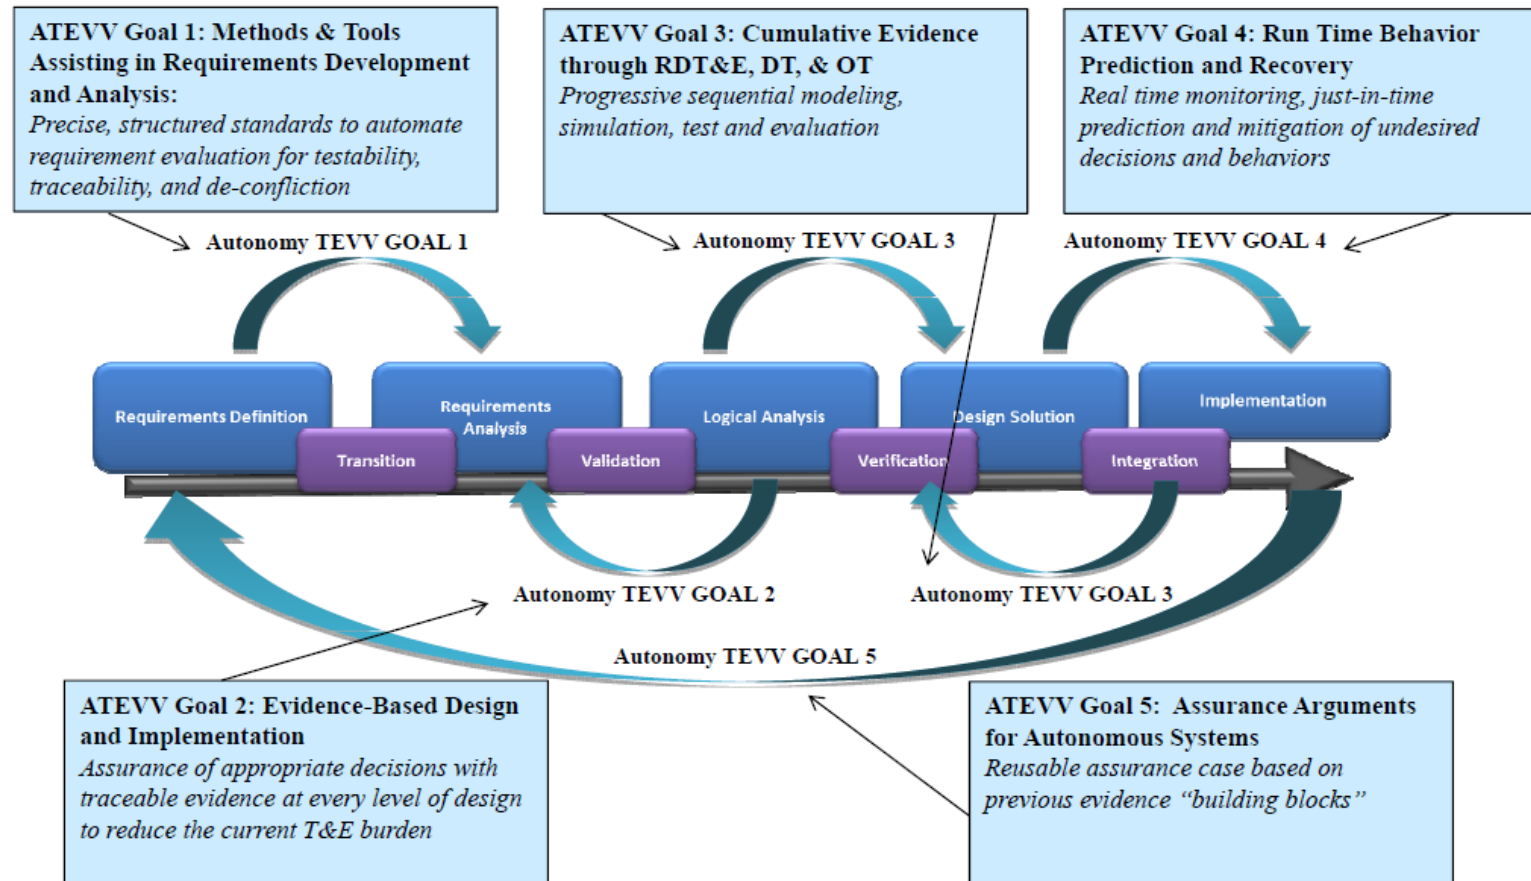 ATEVV Goal 1: Methods & Tools
Assisting in Requirements Development
and Analysis:
Precise, structured standards to automate
requirement evaluation for testability,
traceability, and de-confliction
ATEVV Goal 3: Cumulative Evidence
through RDT&E, DT, & OT
Progressive sequential modeling,
simulation, test and evaluation
ATEVV Goal 4: Run Time Behavior
Prediction and Recovery
Real time monitoring, just-in-time
prediction and mitigation of undesired
decisions and behaviors
Autonomy TEVV GOAL 1
Autonomy TEVV GOAL 3
Autonomy TEVV GOAL 4
Requirements Definition
Requirements
Analysis
Logical Analysis
Design Solution
Implementation
Transition
Validation
Verification
Integration
Autonomy TEVV GOAL 2
Autonomy TEVV GOAL 3
Autonomy TEVV GOAL 5
ATEVV Goal 2: Evidence-Based Design
and Implementation
Assurance of appropriate decisions with
traceable evidence at every level of design
to reduce the current T&E burden
ATEVV Goal 5:  Assurance Arguments
for Autonomous Systems
Reusable assurance case based on
previous evidence “building blocks”